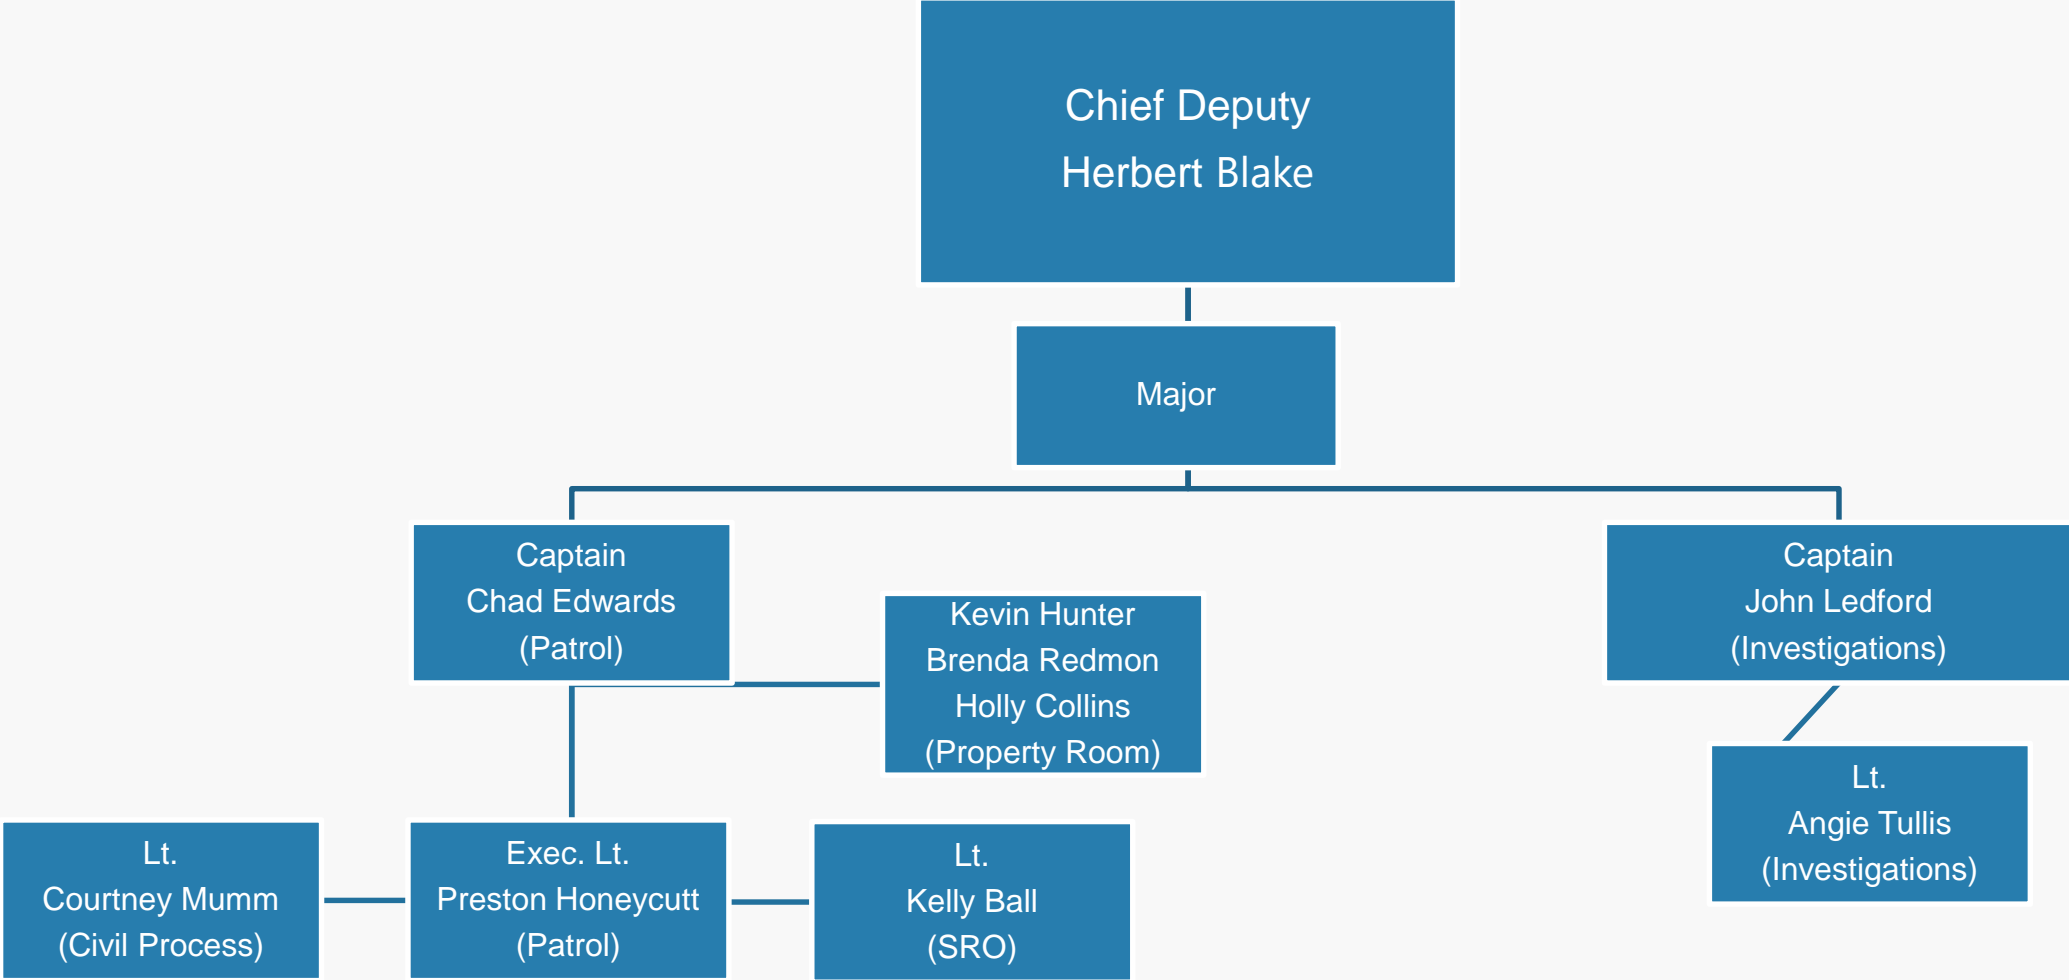 Chief Deputy
Herbert Blake
Major
Captain
Chad Edwards
(Patrol)
Kevin Hunter
Brenda Redmon
Holly Collins
(Property Room)
Captain
John Ledford
(Investigations)
Lt.
Angie Tullis
(Investigations)
Lt.
Courtney Mumm
(Civil Process)
Exec. Lt.
Preston Honeycutt
(Patrol)
Lt.
Kelly Ball
(SRO)